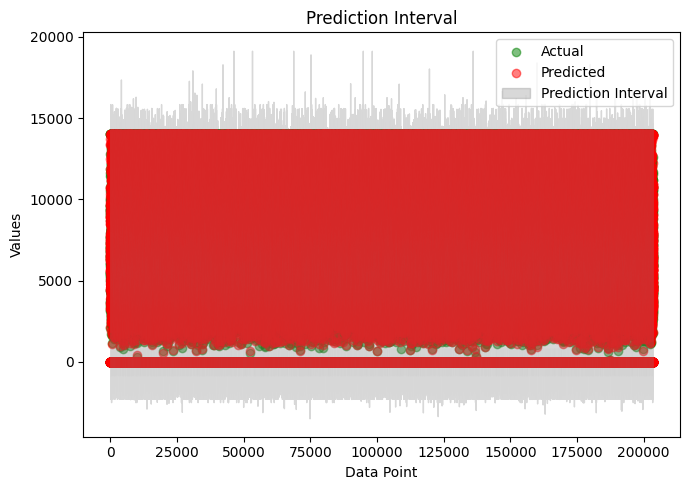 Prediction Interval
Actual
Predicted
Prediction Interval
20000
15000
10000
5000
0
Values
0 25000 50000 75000 100000 125000 150000 175000 200000
Data Point